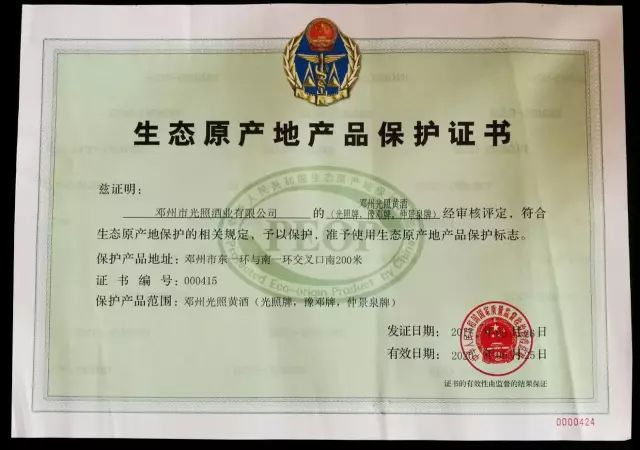 生态原产地产品保护证书
兹证明：
邓州市光照酒业有限公司 的 邓州光照黄酒（光照牌，豫邓牌，仲景泉牌）经审核评定，符合
生态原产地保护的相关规定，予以保护，准予使用生态原产地产品保护标志。
保护产品地址：邓州市东一环与南一环交叉口南200米
证书编号：000415
保护产品范围：邓州光照黄酒（光照牌，豫邓牌，仲景泉牌）
发证日期：
有效日期：
证书的有效性由监督的结果保证
0000424
PEOP